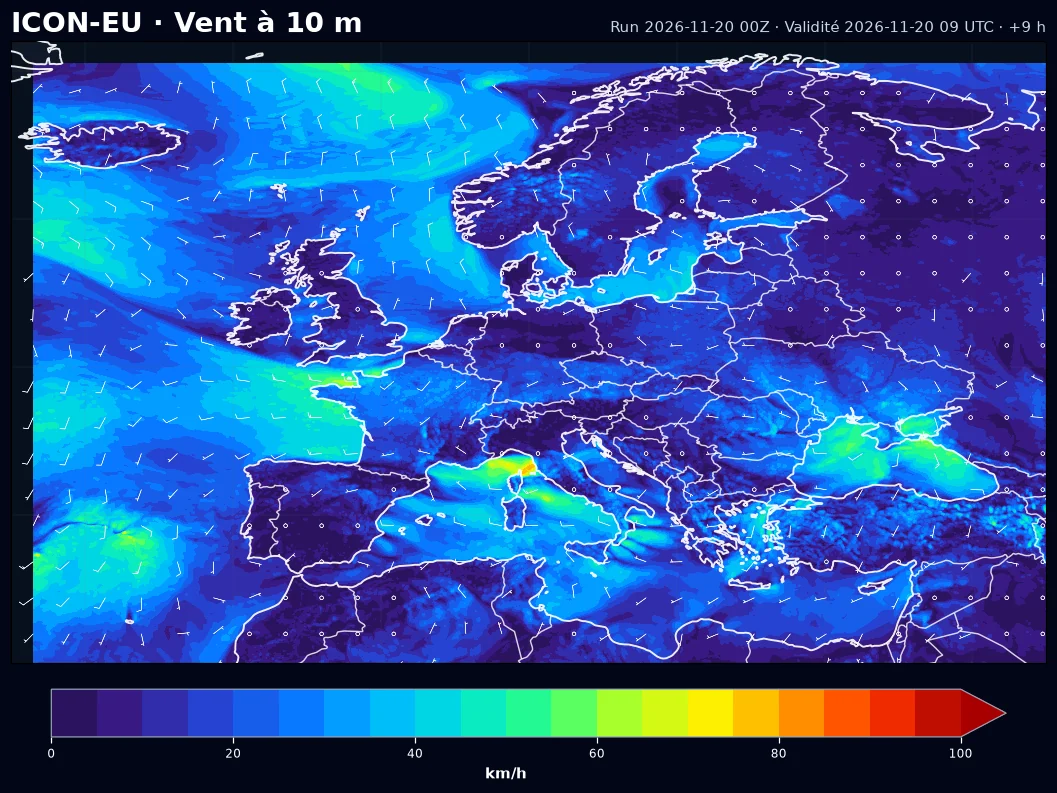 ICON-EU · Vent à 10 m
Run 2026-11-20 00Z · Validité 2026-11-20 09 UTC · +9 h
0 20 40 60 80 100
km/h